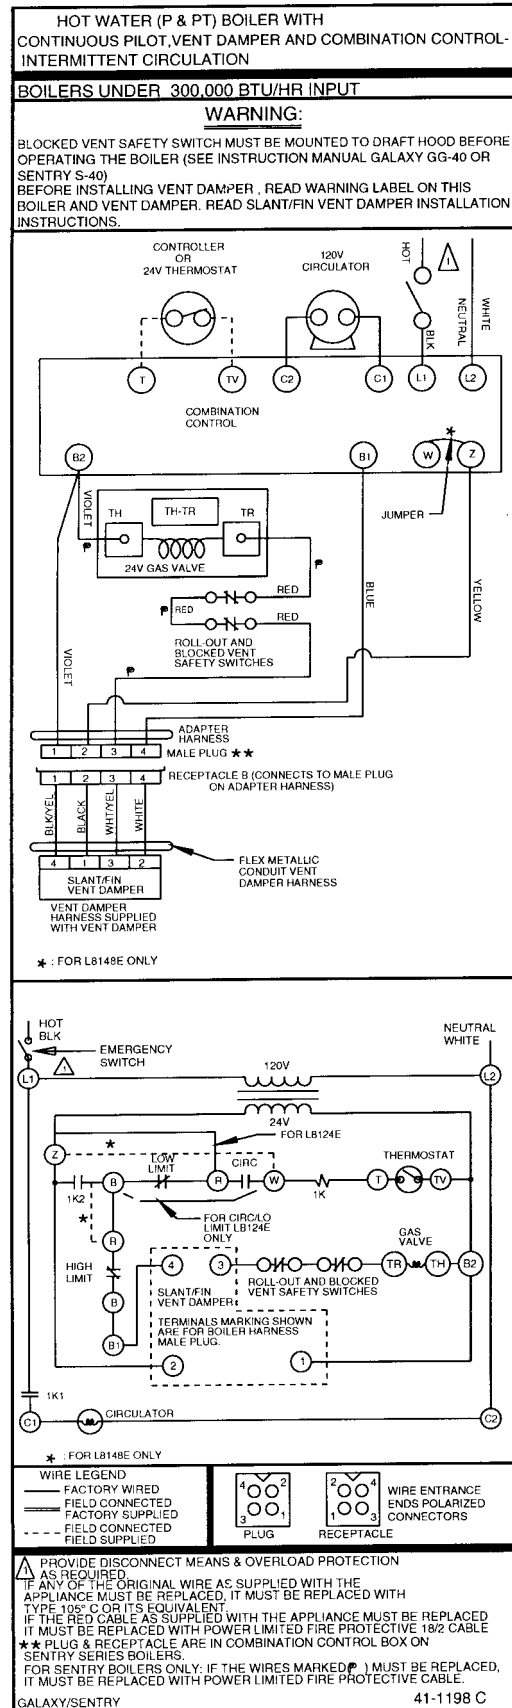 HOT WATER (P & PT) BOILER WITH
CONTINUOUS PILOT,VENT DAMPER AND COMBINATION CONTROL-
INTERMITTENT CIRCULATION
BOILERS UNDER 300,000 BTU/HR INPUT
WARNING:
BLOCKED VENT SAFETY SWITCH MUST BE MOUNTED TO DRAFT HOOD BEFORE
OPERATING THE BOILER (SEE INSTRUCTION MANUAL GALAXY GG-40 OR
SENTRY S-40)
BEFORE INSTALLING VENT DAMPER , READ WARNING LABEL ON THIS
BOILER AND VENT DAMPER. READ SLANT/FIN VENT DAMPER INSTALLATION
INSTRUCTIONS.
CONTROLLER
OR
24V THERMOSTAT
120V
CIRCULATOR
HOT
1
BLK
NEUTRAL
WHITE
T
TV
C2
C1
L1
L2
COMBINATION
CONTROL
*
B2
B1
W
Z
JUMPER
VIOLET
P
TH
TH-TR
TR
24V GAS VALVE
P
RED
RED
P
RED
ROLL-OUT AND
BLOCKED VENT
SAFETY SWITCHES
P
BLUE
YELLOW
VIOLET
ADAPTER
HARNESS
1 2 3 4
MALE PLUG **
1 2 3 4
RECEPTACLE B (CONNECTS TO MALE PLUG
ON ADAPTER HARNESS)
BLK/YEL
BLACK
WHT/YEL
WHITE
4 1 3 2
FLEX METALLIC
CONDUIT VENT
DAMPER HARNESS
SLANT/FIN
VENT DAMPER
VENT DAMPER
HARNESS SUPPLIED
WITH VENT DAMPER
* : FOR L8148E ONLY
HOT
BLK
EMERGENCY
SWITCH
1
NEUTRAL
WHITE
L1
120V
L2
24V
FOR L8124E
Z
*
LOW
LIMIT
CIRC
THERMOSTAT
1K2
B
R
W
1K
T
TV
*
FOR CIRC/LO
LIMIT L8124E
ONLY
R
GAS
VALVE
HIGH
LIMIT
4
3
TR
TH
B2
ROLL-OUT AND BLOCKED
VENT SAFETY SWITCHES
SLANT/FIN
VENT DAMPER
B
TERMINALS MARKING SHOWN
ARE FOR BOILER HARNESS
MALE PLUG.
B1
2
1
1K1
C1
CIRCULATOR
C2
* : FOR L8148E ONLY
WIRE LEGEND
FACTORY WIRED
FIELD CONNECTED
FACTORY SUPPLIED
FIELD CONNECTED
FIELD SUPPLIED
4 2
3 1
PLUG
2 4
1 3
RECEPTACLE
WIRE ENTRANCE
ENDS POLARIZED
CONNECTORS
1 PROVIDE DISCONNECT MEANS & OVERLOAD PROTECTION
AS REQUIRED.
IF ANY OF THE ORIGINAL WIRE AS SUPPLIED WITH THE
APPLIANCE MUST BE REPLACED, IT MUST BE REPLACED WITH
TYPE 105° C OR ITS EQUIVALENT.
IF THE RED CABLE AS SUPPLIED WITH THE APPLIANCE MUST BE REPLACED
IT MUST BE REPLACED WITH POWER LIMITED FIRE PROTECTIVE 18/2 CABLE
** PLUG & RECEPTACLE ARE IN COMBINATION CONTROL BOX ON
SENTRY SERIES BOILERS.
FOR SENTRY BOILERS ONLY: IF THE WIRES MARKED( P ) MUST BE REPLACED,
IT MUST BE REPLACED WITH POWER LIMITED FIRE PROTECTIVE CABLE.
GALAXY/SENTRY
41-1198 C